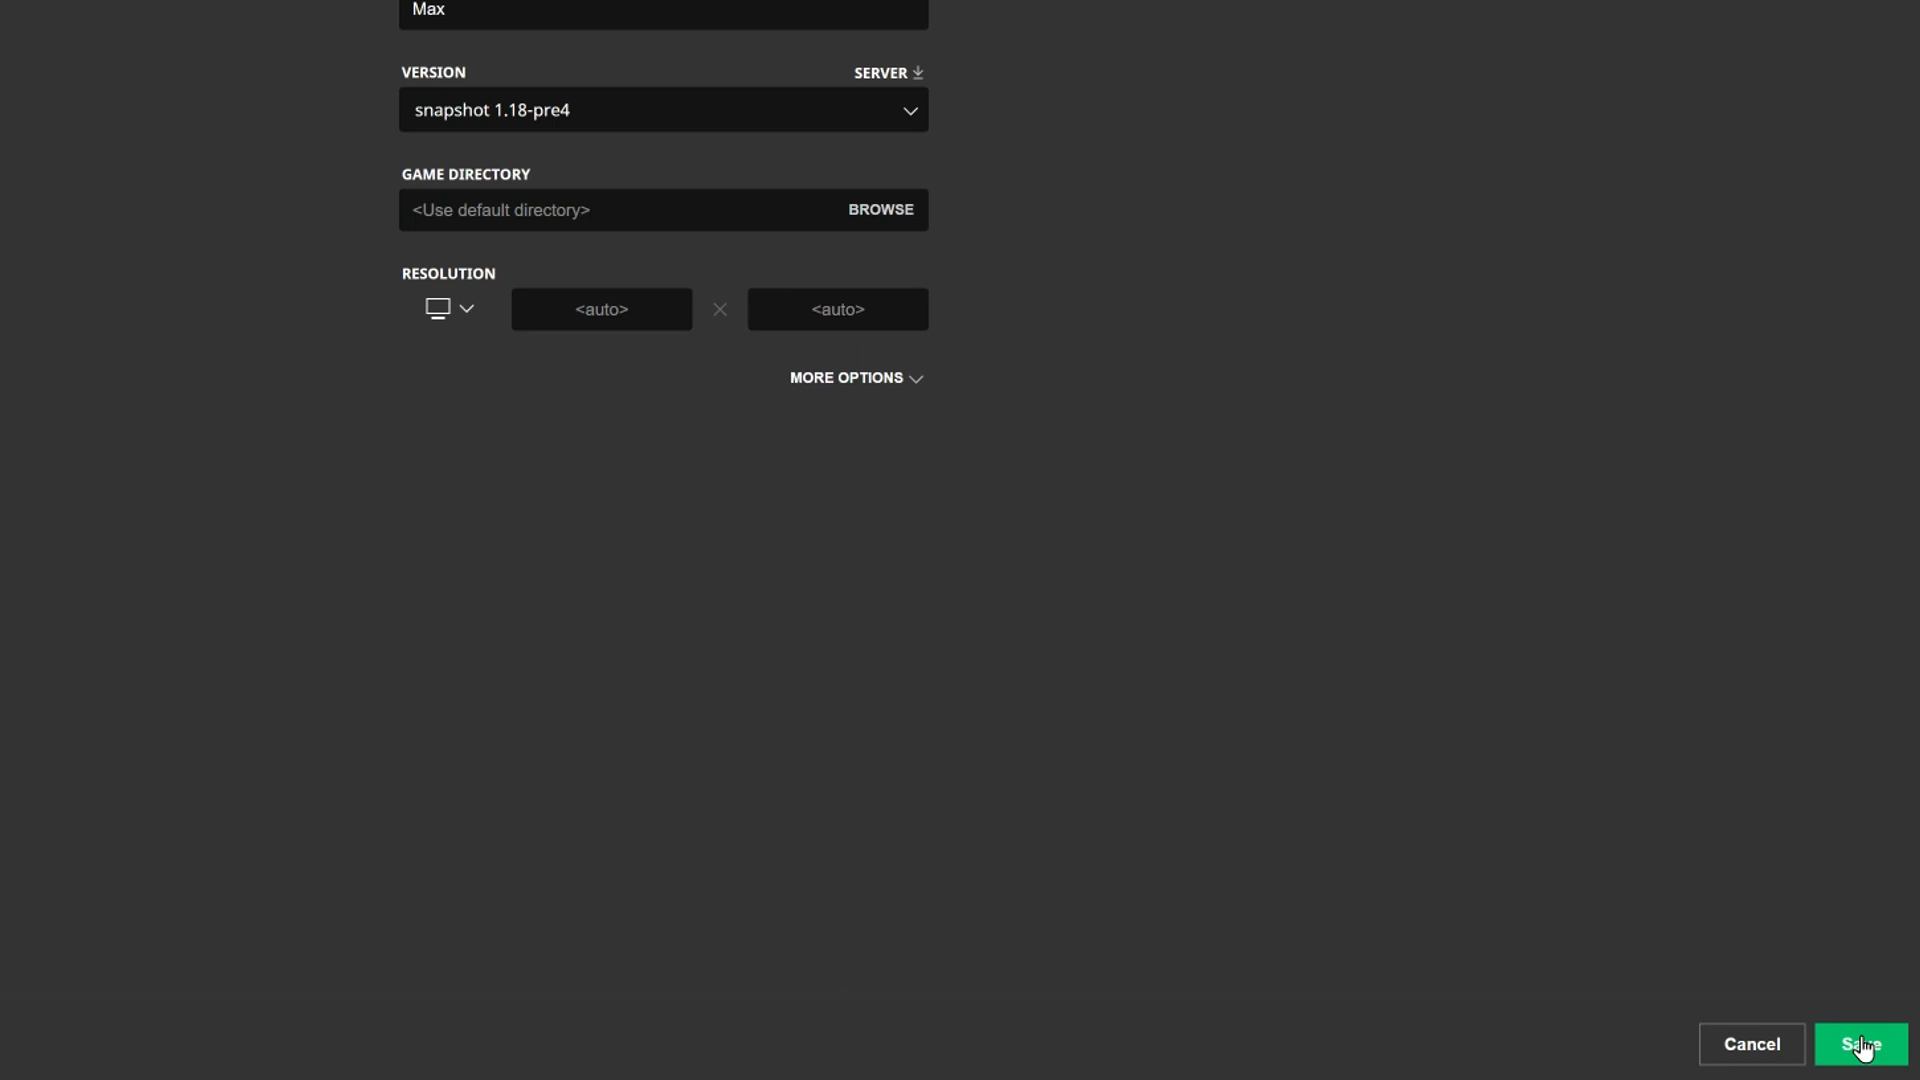 Max
VERSION
SERVER
snapshot 1.18-pre4
GAME DIRECTORY
<Use default directory>
BROWSE
RESOLUTION
<auto>
<auto>
MORE OPTIONS
Cancel
Save